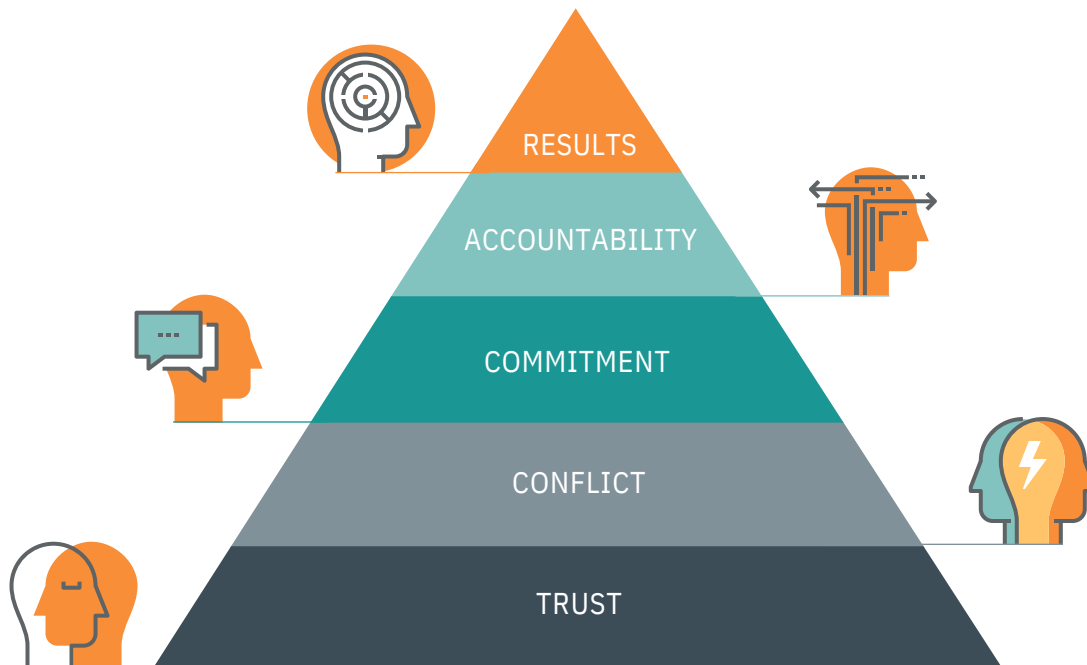 RESULTS
ACCOUNTABILITY
COMMITMENT
CONFLICT
TRUST